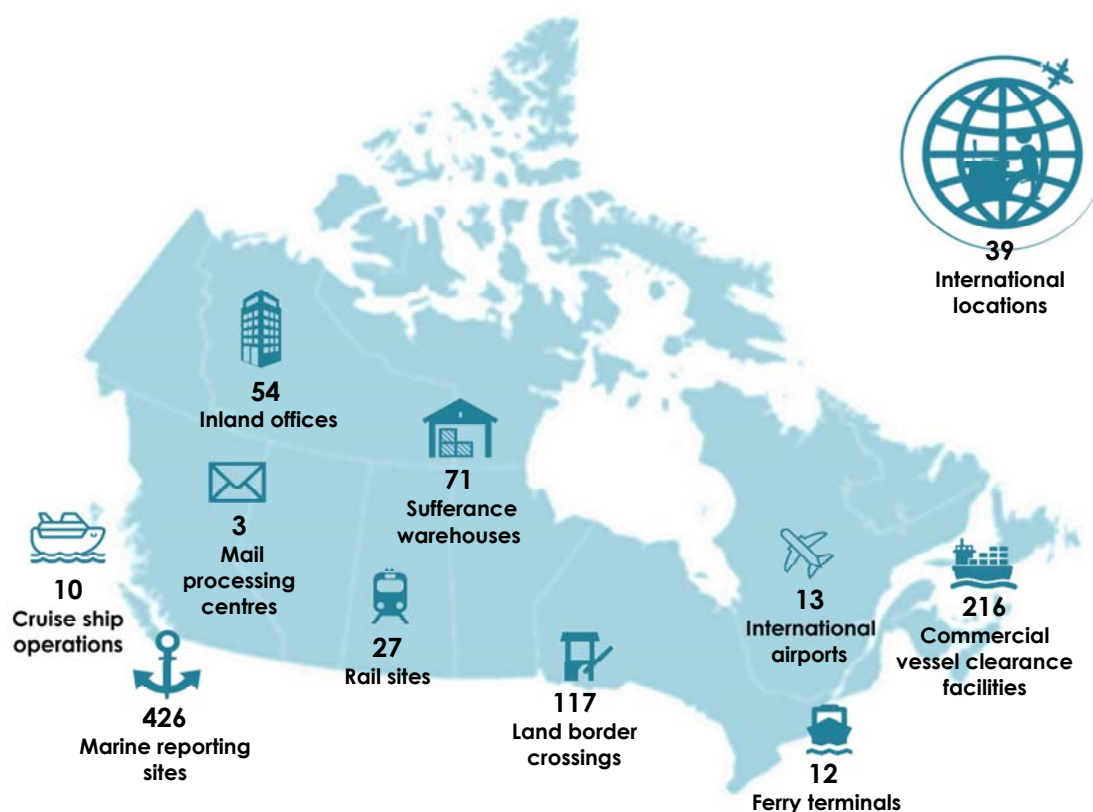 39
International
locations
54
Inland offices
71
Sufferance
warehouses
3
Mail
processing
centres
10
Cruise ship
operations
13
International
airports
216
Commercial
vessel clearance
facilities
27
Rail sites
117
Land border
crossings
426
Marine reporting
sites
12
Ferry terminals